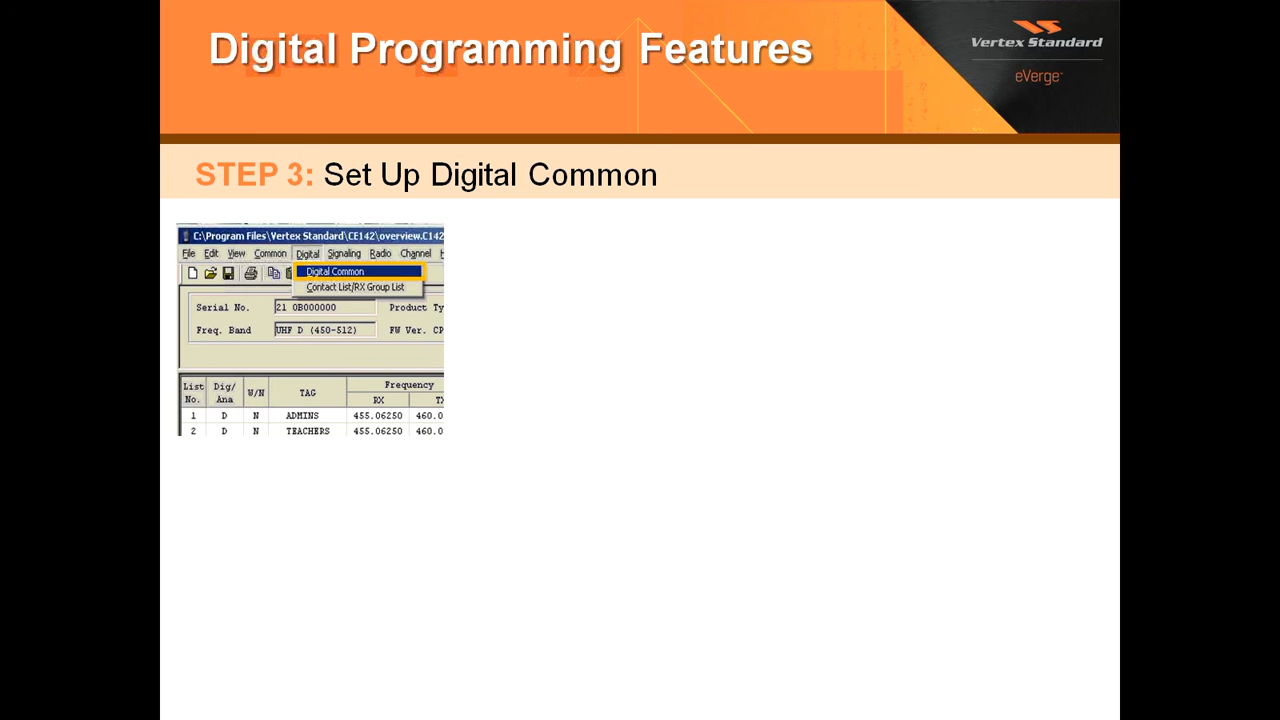 Digital Programming Features
Vertex Standard
eVerge™
STEP 3: Set Up Digital Common
C:\Program Files\Vertex Standard\CE142\overview.C142
File Edit View Common Digital Signaling Radio Channel
Digital Common
Contact List/RX Group List
Serial No. 21 0B000000 Product Ty
Freq. Band UHF D (450-512) FW Ver. CP
List No. Dig/ Ana W/N TAG Frequency
RX TX
1 D N ADMINS 455.06250 460.0
2 D N TEACHERS 455.06250 460.0